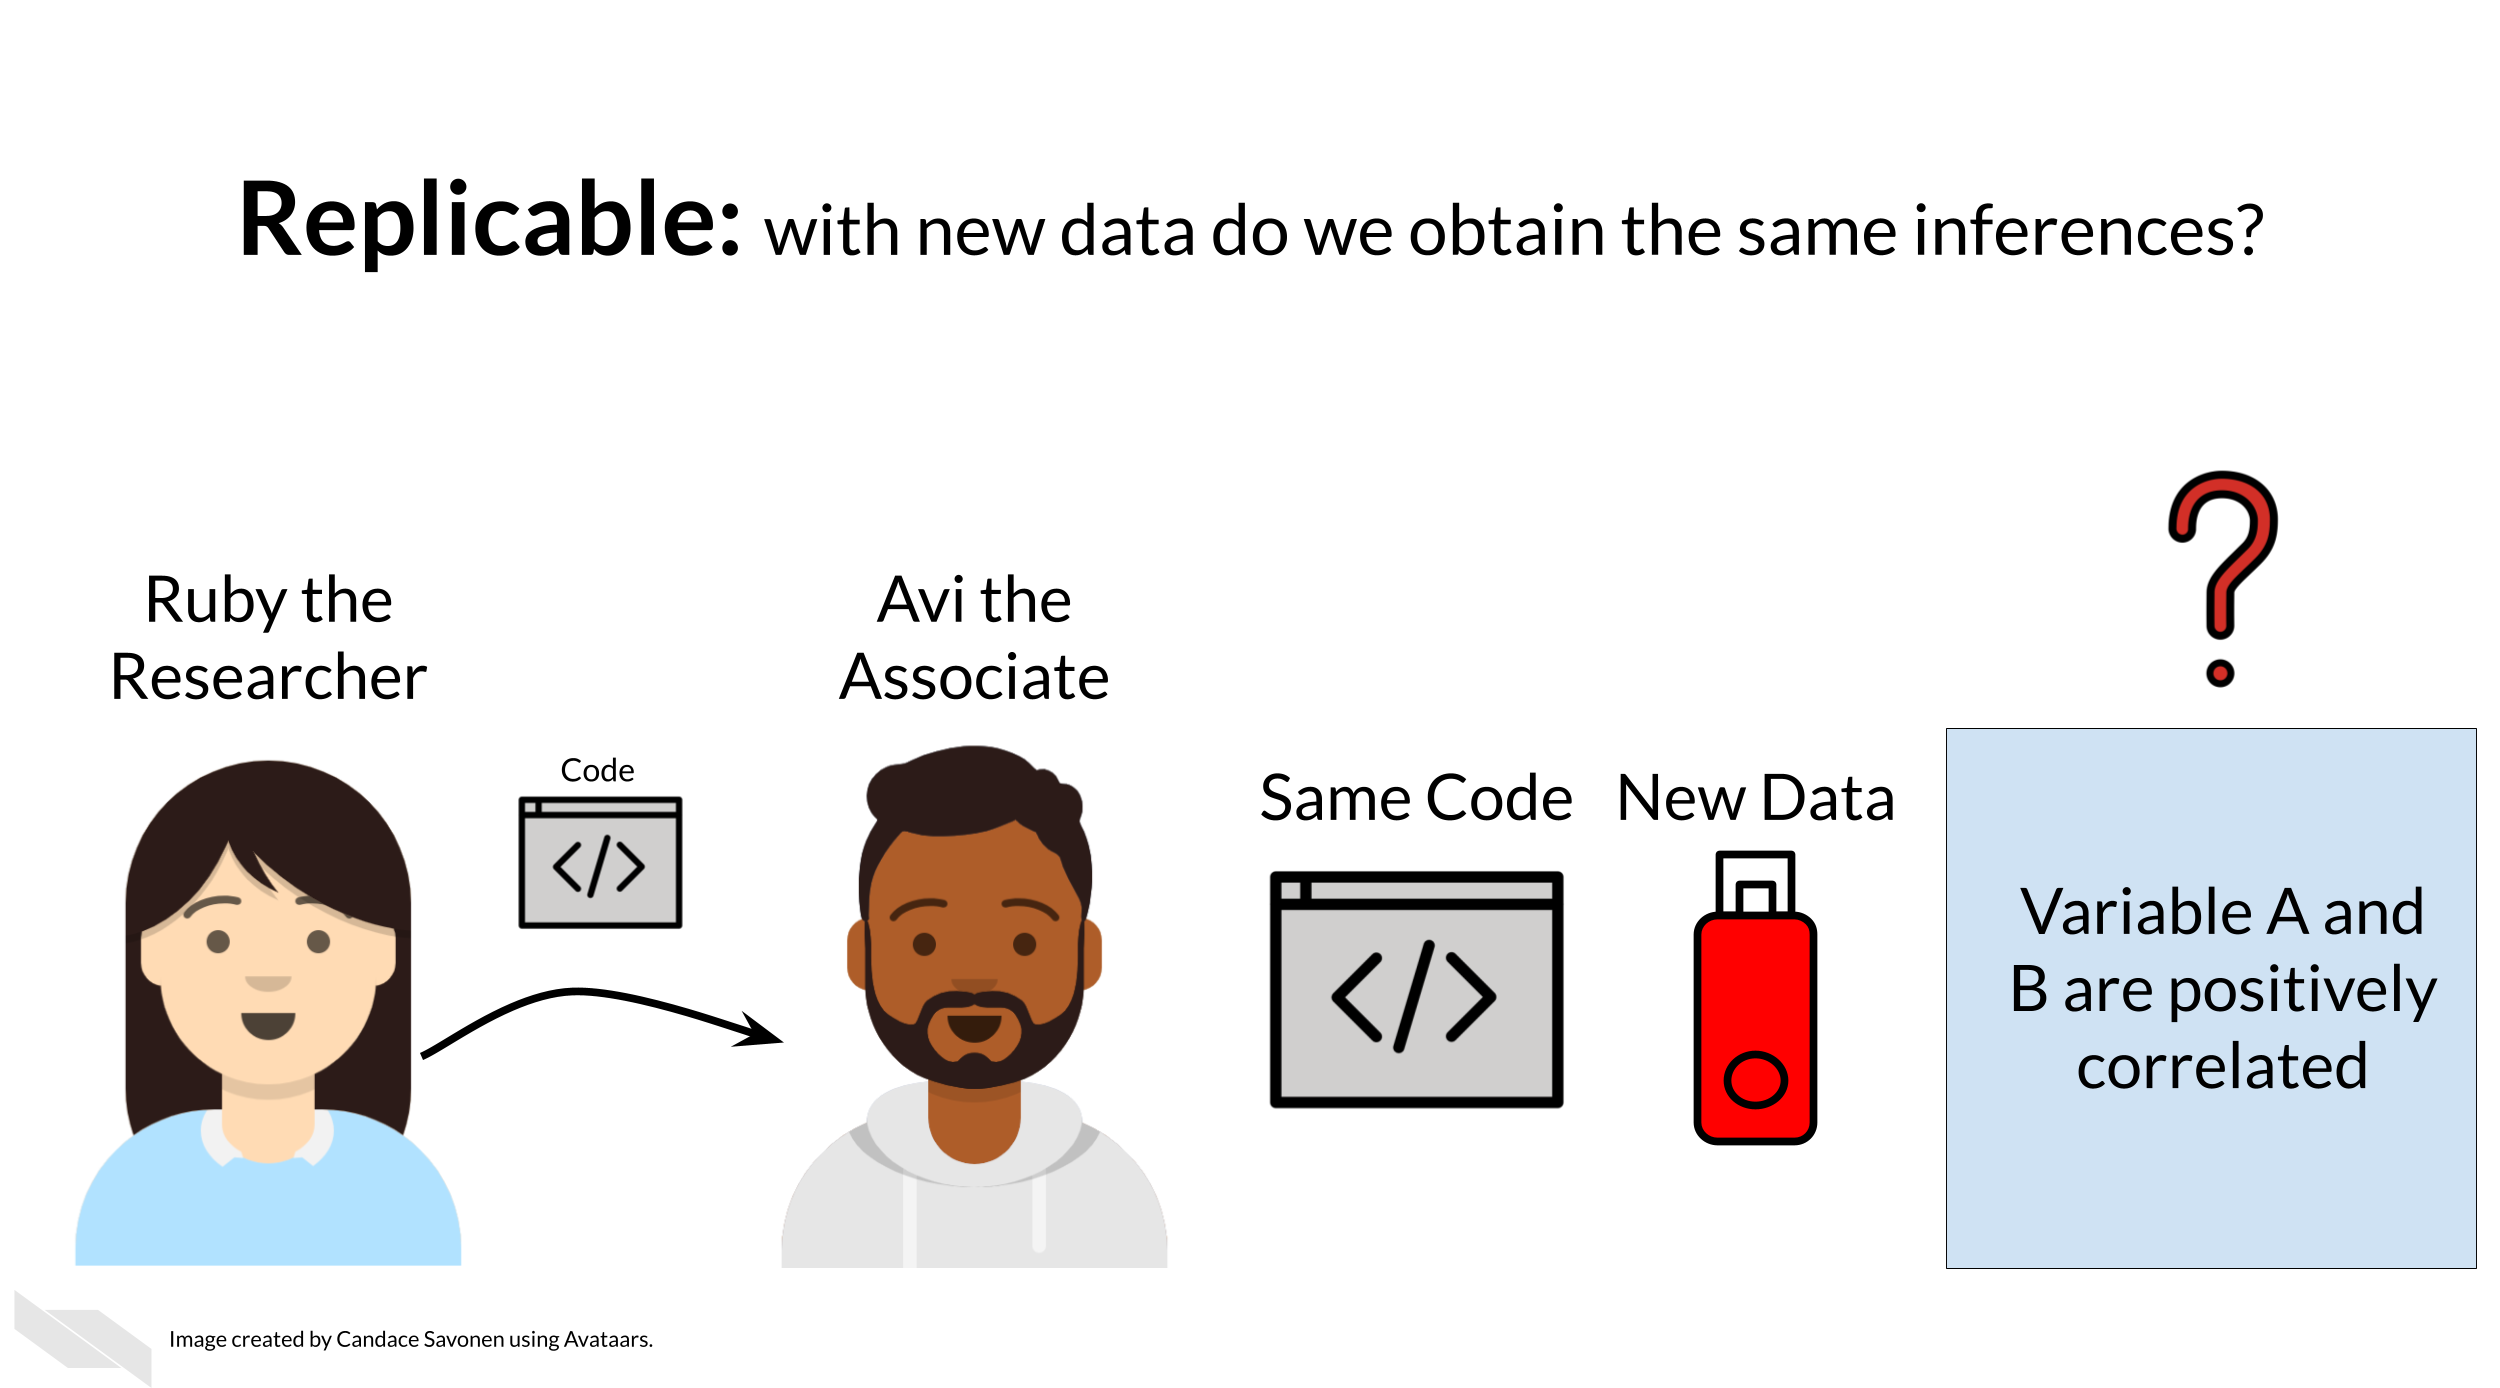 Replicable: with new data do we obtain the same inferences?
Ruby the
Researcher
Code
</>
Avi the
Associate
Same Code
</>
New Data
Variable A and
B are positively
correlated
Image created by Candace Savonen using Avataars.